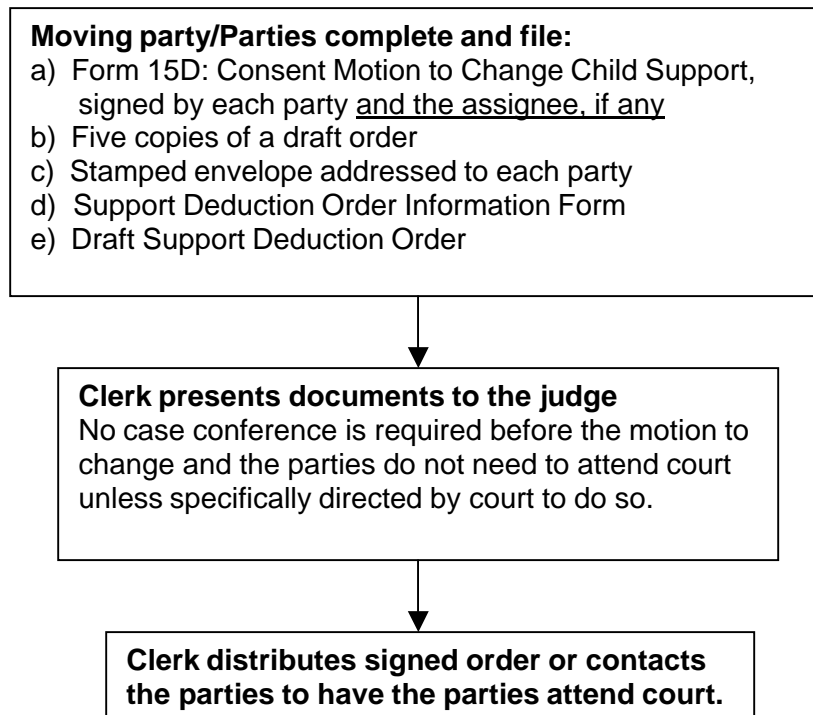 Moving party/Parties complete and file:
a) Form 15D: Consent Motion to Change Child Support,
signed by each party and the assignee, if any
b) Five copies of a draft order
c) Stamped envelope addressed to each party
d) Support Deduction Order Information Form
e) Draft Support Deduction Order
Clerk presents documents to the judge
No case conference is required before the motion to
change and the parties do not need to attend court
unless specifically directed by court to do so.
Clerk distributes signed order or contacts
the parties to have the parties attend court.